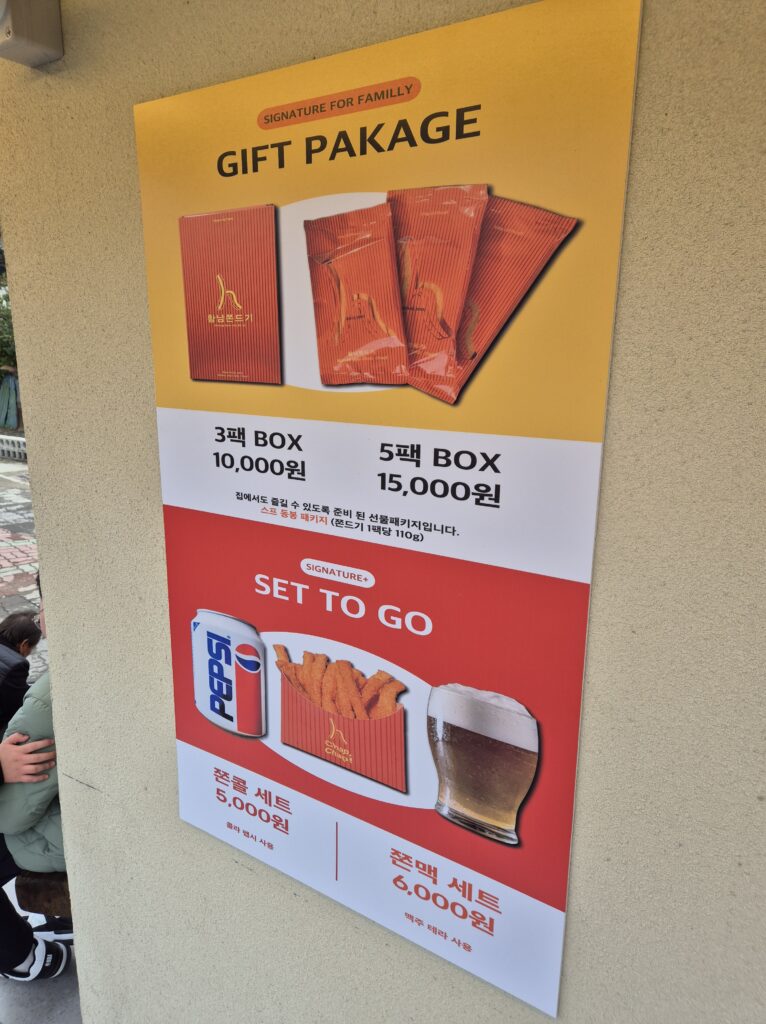 SIGNATURE FOR FAMILLY
GIFT PAKAGE
황남쫀드기
3팩 BOX
10,000원
5팩 BOX
15,000원
집에서도 즐길 수 있도록 준비 된 선물패키지입니다.
스프 동봉 패키지 (쫀드기 1팩당 110g)
SIGNATURE+
SET TO GO
PEPSI
Chap,
Chap!
쫀콜 세트
5,000원
콜라 펩시 사용
쫀맥 세트
6,000원
맥주 테라 사용